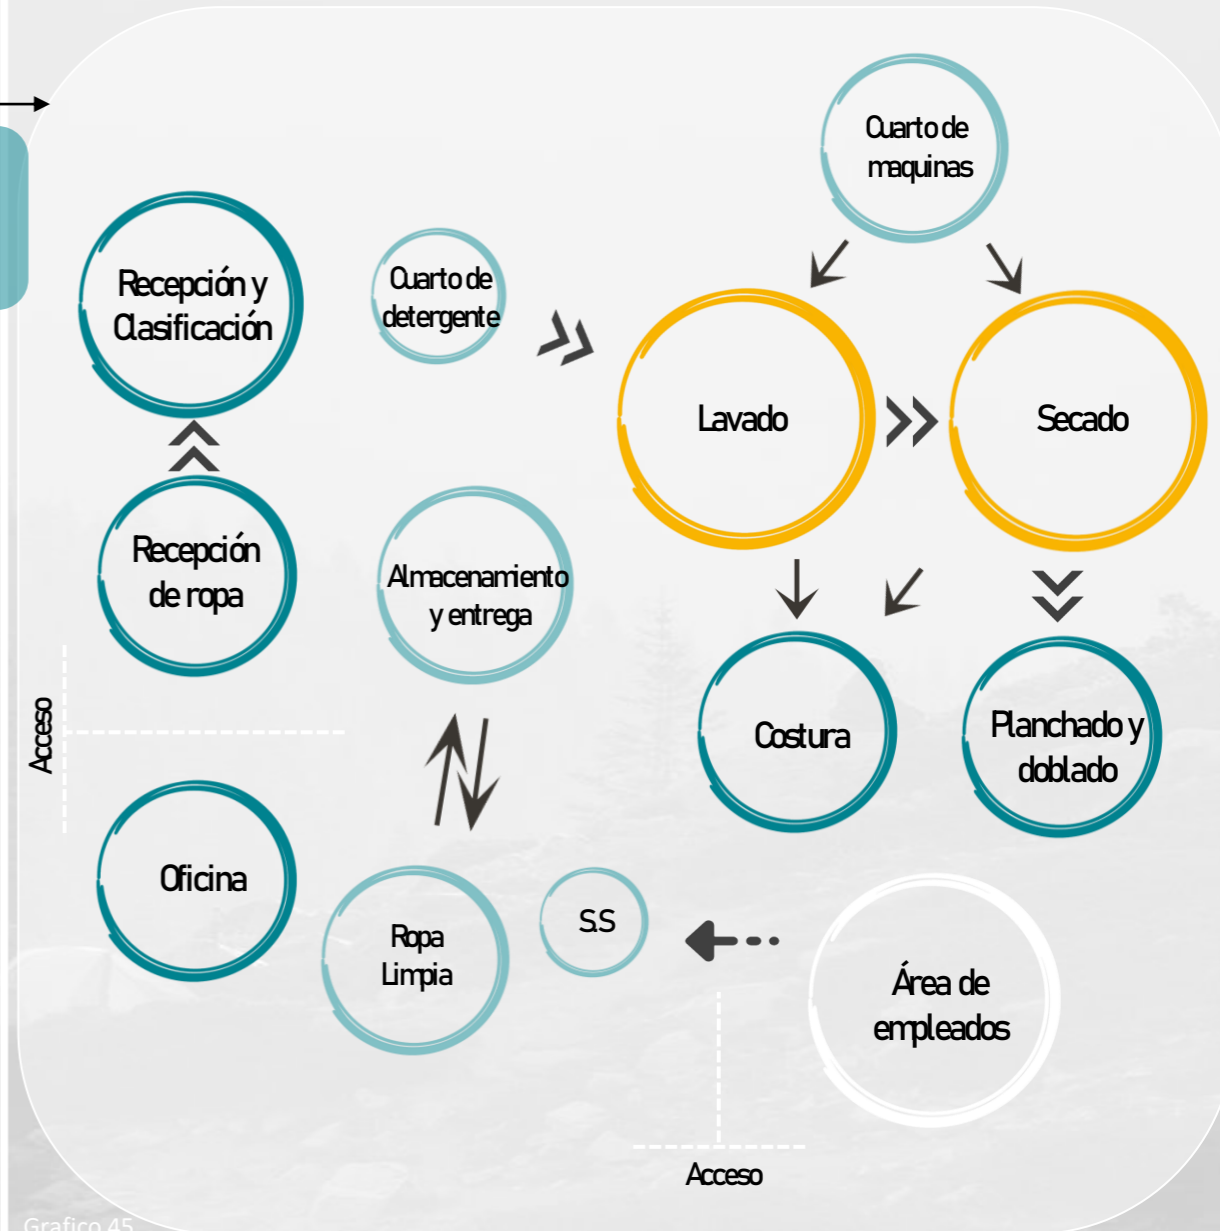 Cuarto de
maquinas
Recepción y
Clasificación
Cuarto de
detergente
Lavado
Secado
Recepción
de ropa
Almacenamiento
y entrega
Acceso
Costura
Planchado y
doblado
Oficina
Ropa
Limpia
S.S
Área de
empleados
Acceso
Grafico 45